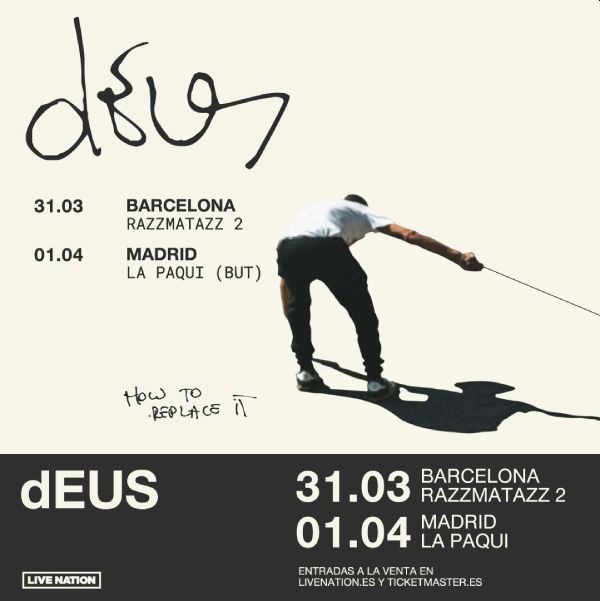 dEUS
31.03 BARCELONA
RAZZMATAZZ 2
01.04 MADRID
LA PAQUI (BUT)
HOW TO
REPLACE IT
dEUS
31.03 BARCELONA
RAZZMATAZZ 2
01.04 MADRID
LA PAQUI
LIVE NATION
ENTRADAS A LA VENTA EN
LIVENATION.ES Y TICKETMASTER.ES